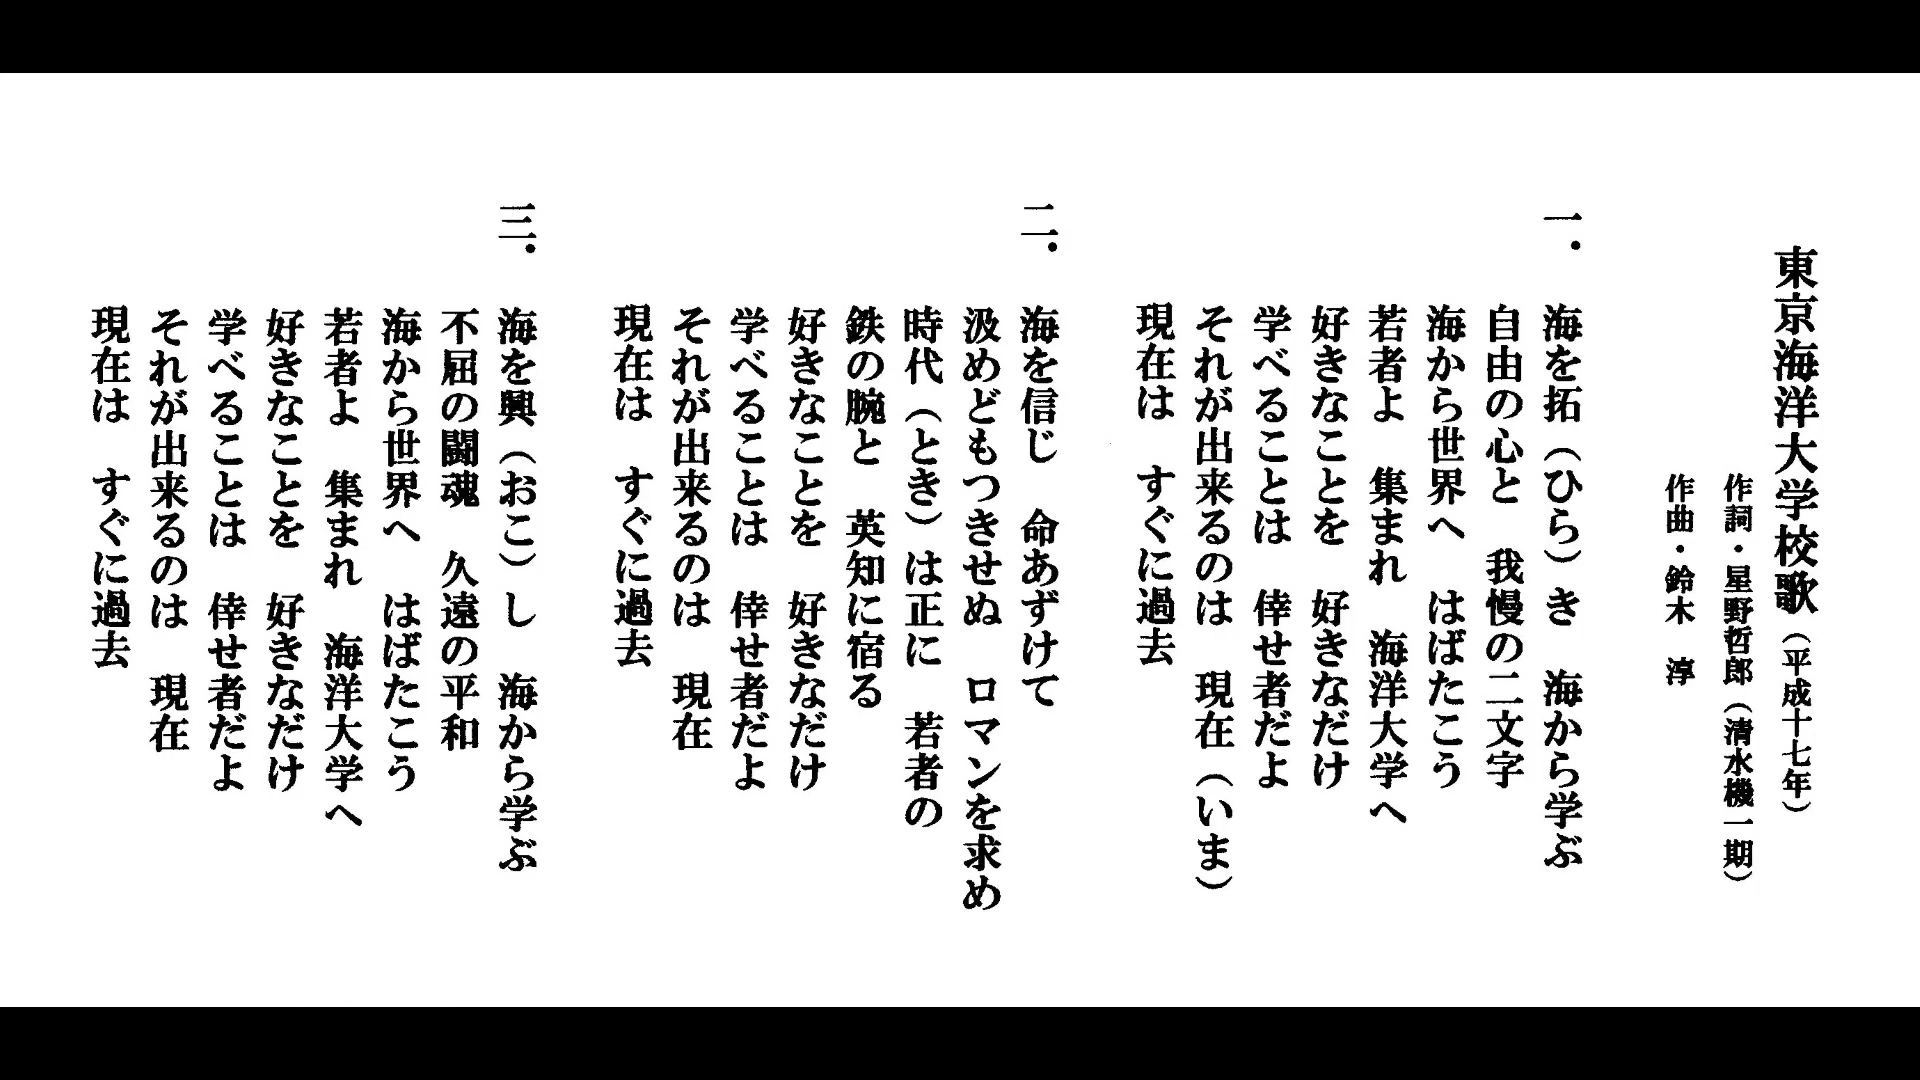 東京海洋大学校歌（平成十七年）
作詞・星野哲郎（清水機一期）
作曲・鈴木　淳
一．海を拓（ひら）き　海から学ぶ
自由の心と　我慢の二文字
海から世界へ　はばたこう
若者よ　集まれ　海洋大学へ
好きなことを　好きなだけ
学べることは　倖せ者だよ
それが出来るのは　現在（いま）
現在は　すぐに過去
二．海を信じ　命あずけて
汲めどもつきせぬ　ロマンを求め
時代（とき）は正に　若者の
鉄の腕と　英知に宿る
好きなことを　好きなだけ
学べることは　倖せ者だよ
それが出来るのは　現在
現在は　すぐに過去
三．海を興（おこ）し　海から学ぶ
不屈の闘魂　久遠の平和
海から世界へ　はばたこう
若者よ　集まれ　海洋大学へ
好きなことを　好きなだけ
学べることは　倖せ者だよ
それが出来るのは　現在
現在は　すぐに過去